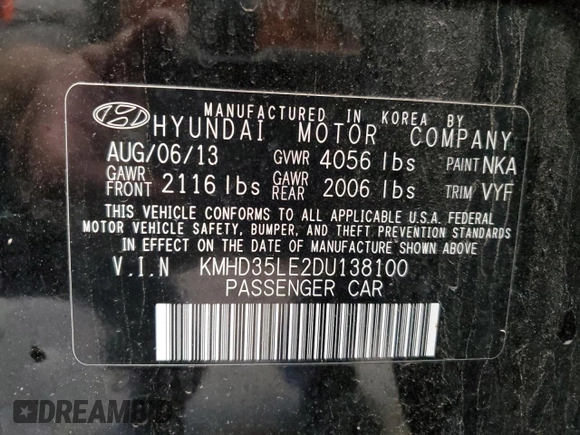 MANUFACTURED IN KOREA BY
HYUNDAI MOTOR COMPANY
AUG/06/13 GVWR 4056 lbs PAINT NKA
GAWR FRONT 2116 lbs GAWR REAR 2006 lbs TRIM VYF
THIS VEHICLE CONFORMS TO ALL APPLICABLE U.S.A. FEDERAL
MOTOR VEHICLE SAFETY, BUMPER, AND THEFT PREVENTION STANDARDS
IN EFFECT ON THE DATE OF MANUFACTURE SHOWN ABOVE.
V.I.N KMHD35LE2DU138100
PASSENGER CAR